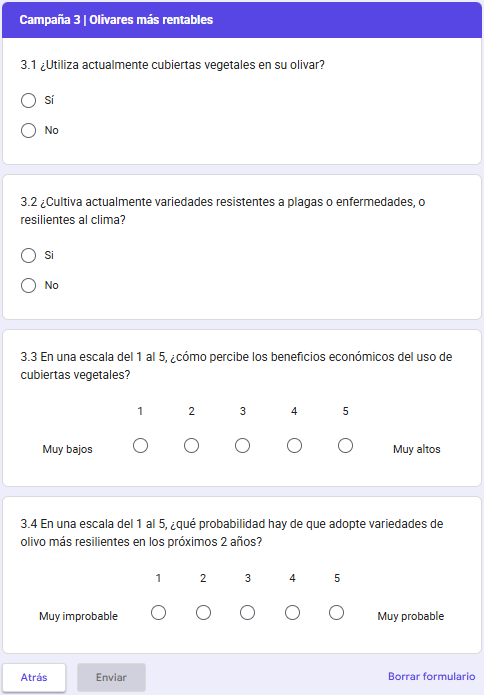 Campaña 3 | Olivares más rentables
3.1 ¿Utiliza actualmente cubiertas vegetales en su olivar?
Sí
No
3.2 ¿Cultiva actualmente variedades resistentes a plagas o enfermedades, o
resilientes al clima?
Si
No
3.3 En una escala del 1 al 5, ¿cómo percibe los beneficios económicos del uso de
cubiertas vegetales?
1 2 3 4 5
Muy bajos Muy altos
3.4 En una escala del 1 al 5, ¿qué probabilidad hay de que adopte variedades de
olivo más resilientes en los próximos 2 años?
1 2 3 4 5
Muy improbable Muy probable
Atrás Enviar Borrar formulario